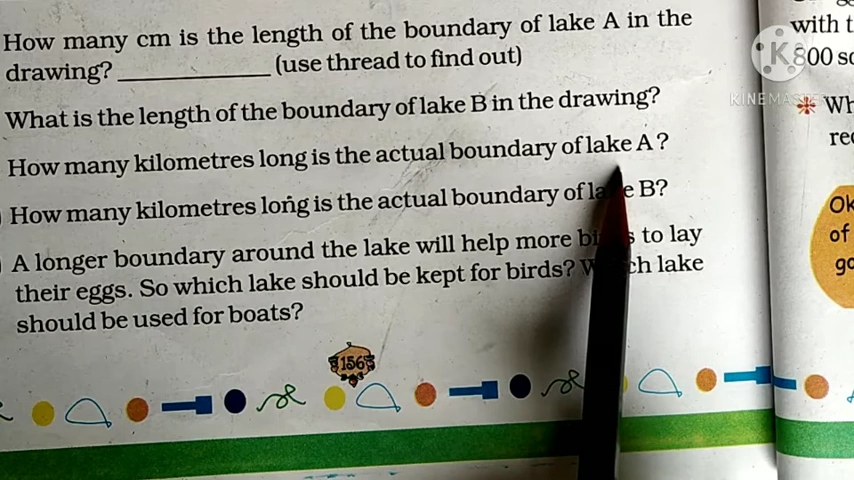 How many cm is the length of the boundary of lake A in the
drawing? ____________ (use thread to find out)
What is the length of the boundary of lake B in the drawing?
How many kilometres long is the actual boundary of lake A?
How many kilometres long is the actual boundary of lake B?
A longer boundary around the lake will help more birds to lay
their eggs. So which lake should be kept for birds? Which lake
should be used for boats?
156
with
800
KINEMASTER
Ok
of